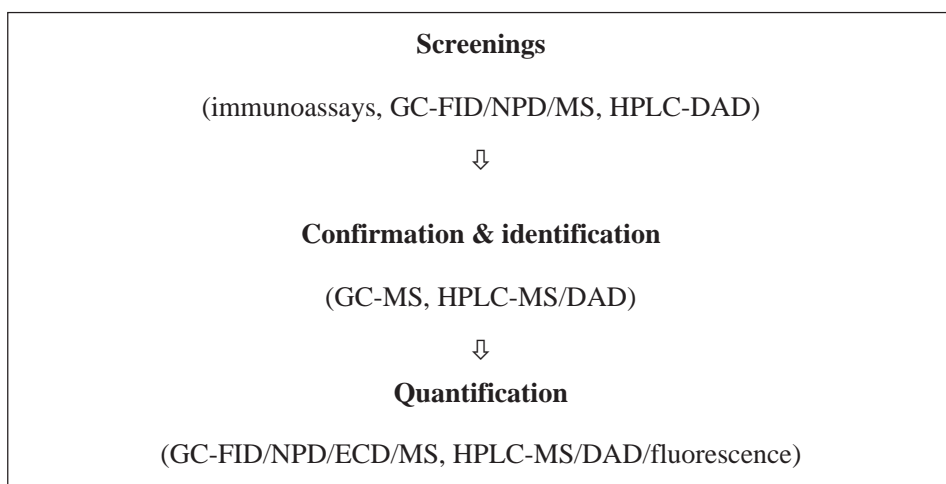 Screenings
(immunoassays, GC-FID/NPD/MS, HPLC-DAD)
⇩
Confirmation & identification
(GC-MS, HPLC-MS/DAD)
⇩
Quantification
(GC-FID/NPD/ECD/MS, HPLC-MS/DAD/fluorescence)